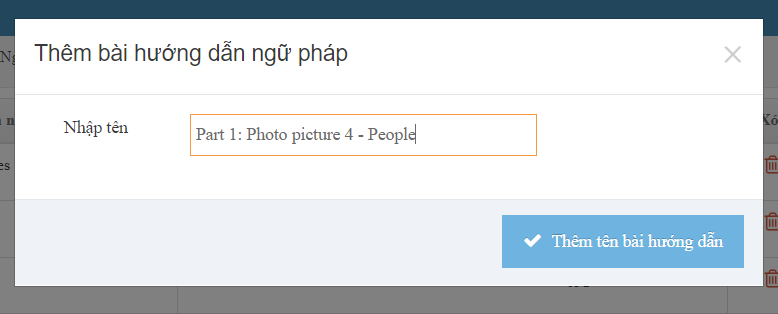 Thêm bài hướng dẫn ngữ pháp
Nhập tên
Part 1: Photo picture 4 - People
Thêm tên bài hướng dẫn